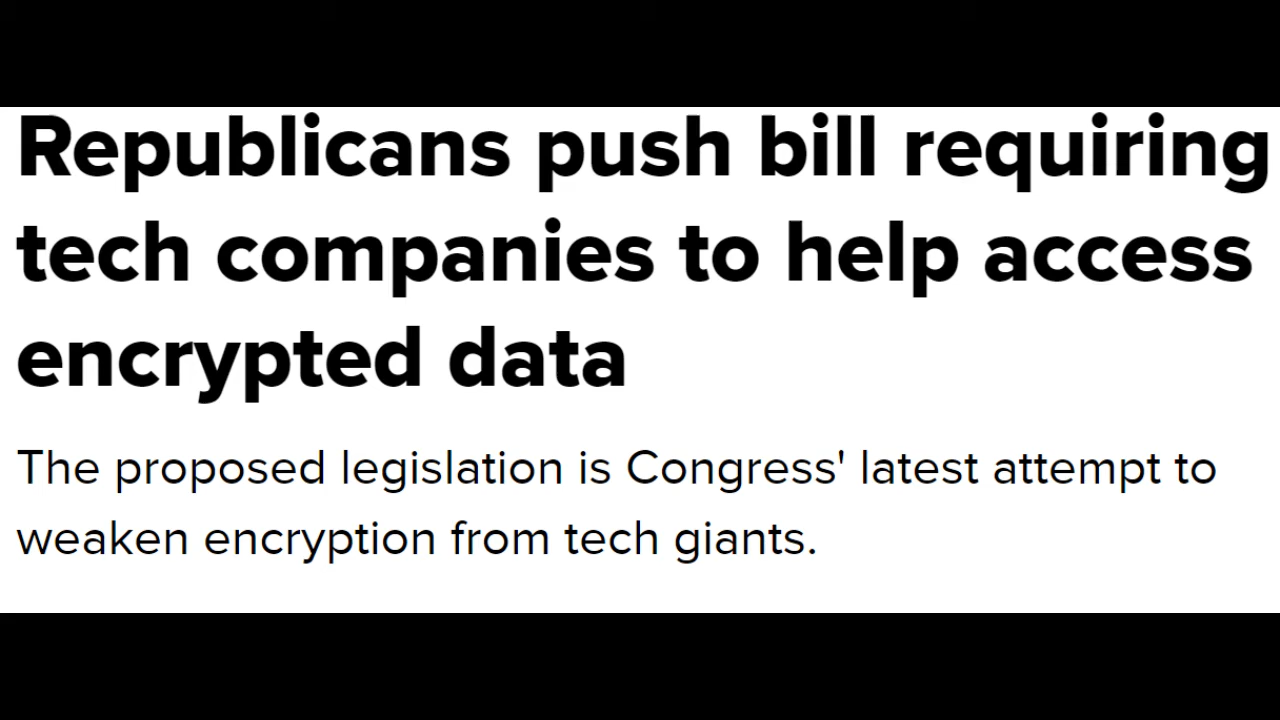 Republicans push bill requiring
tech companies to help access
encrypted data
The proposed legislation is Congress' latest attempt to
weaken encryption from tech giants.